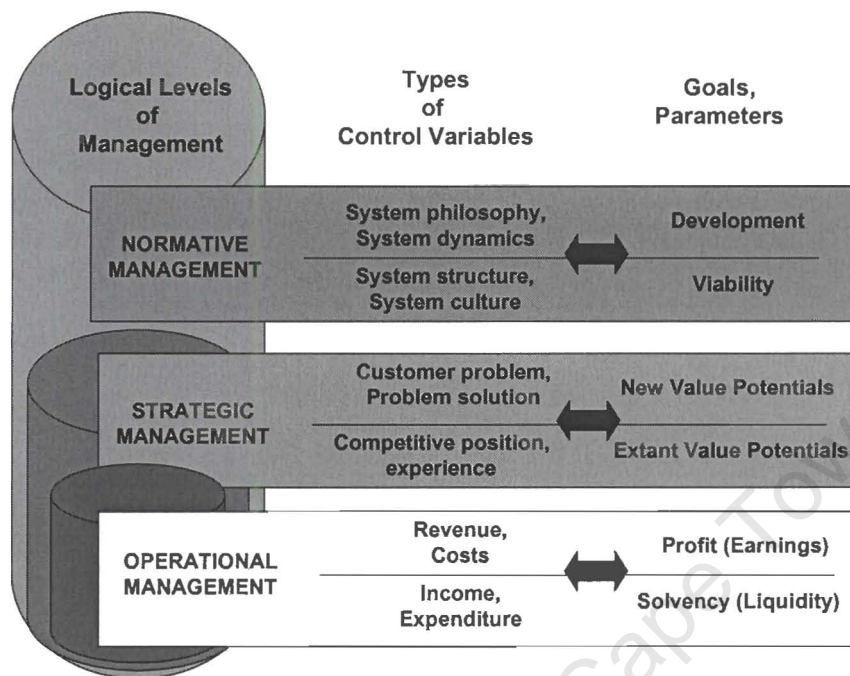 Logical Levels
of
Management
Types
of
Control Variables
Goals,
Parameters
NORMATIVE
MANAGEMENT
System philosophy,
System dynamics
System structure,
System culture
Development
Viability
STRATEGIC
MANAGEMENT
Customer problem,
Problem solution
Competitive position,
experience
New Value Potentials
Extant Value Potentials
OPERATIONAL
MANAGEMENT
Revenue,
Costs
Income,
Expenditure
Profit (Earnings)
Solvency (Liquidity)
Cape Tow